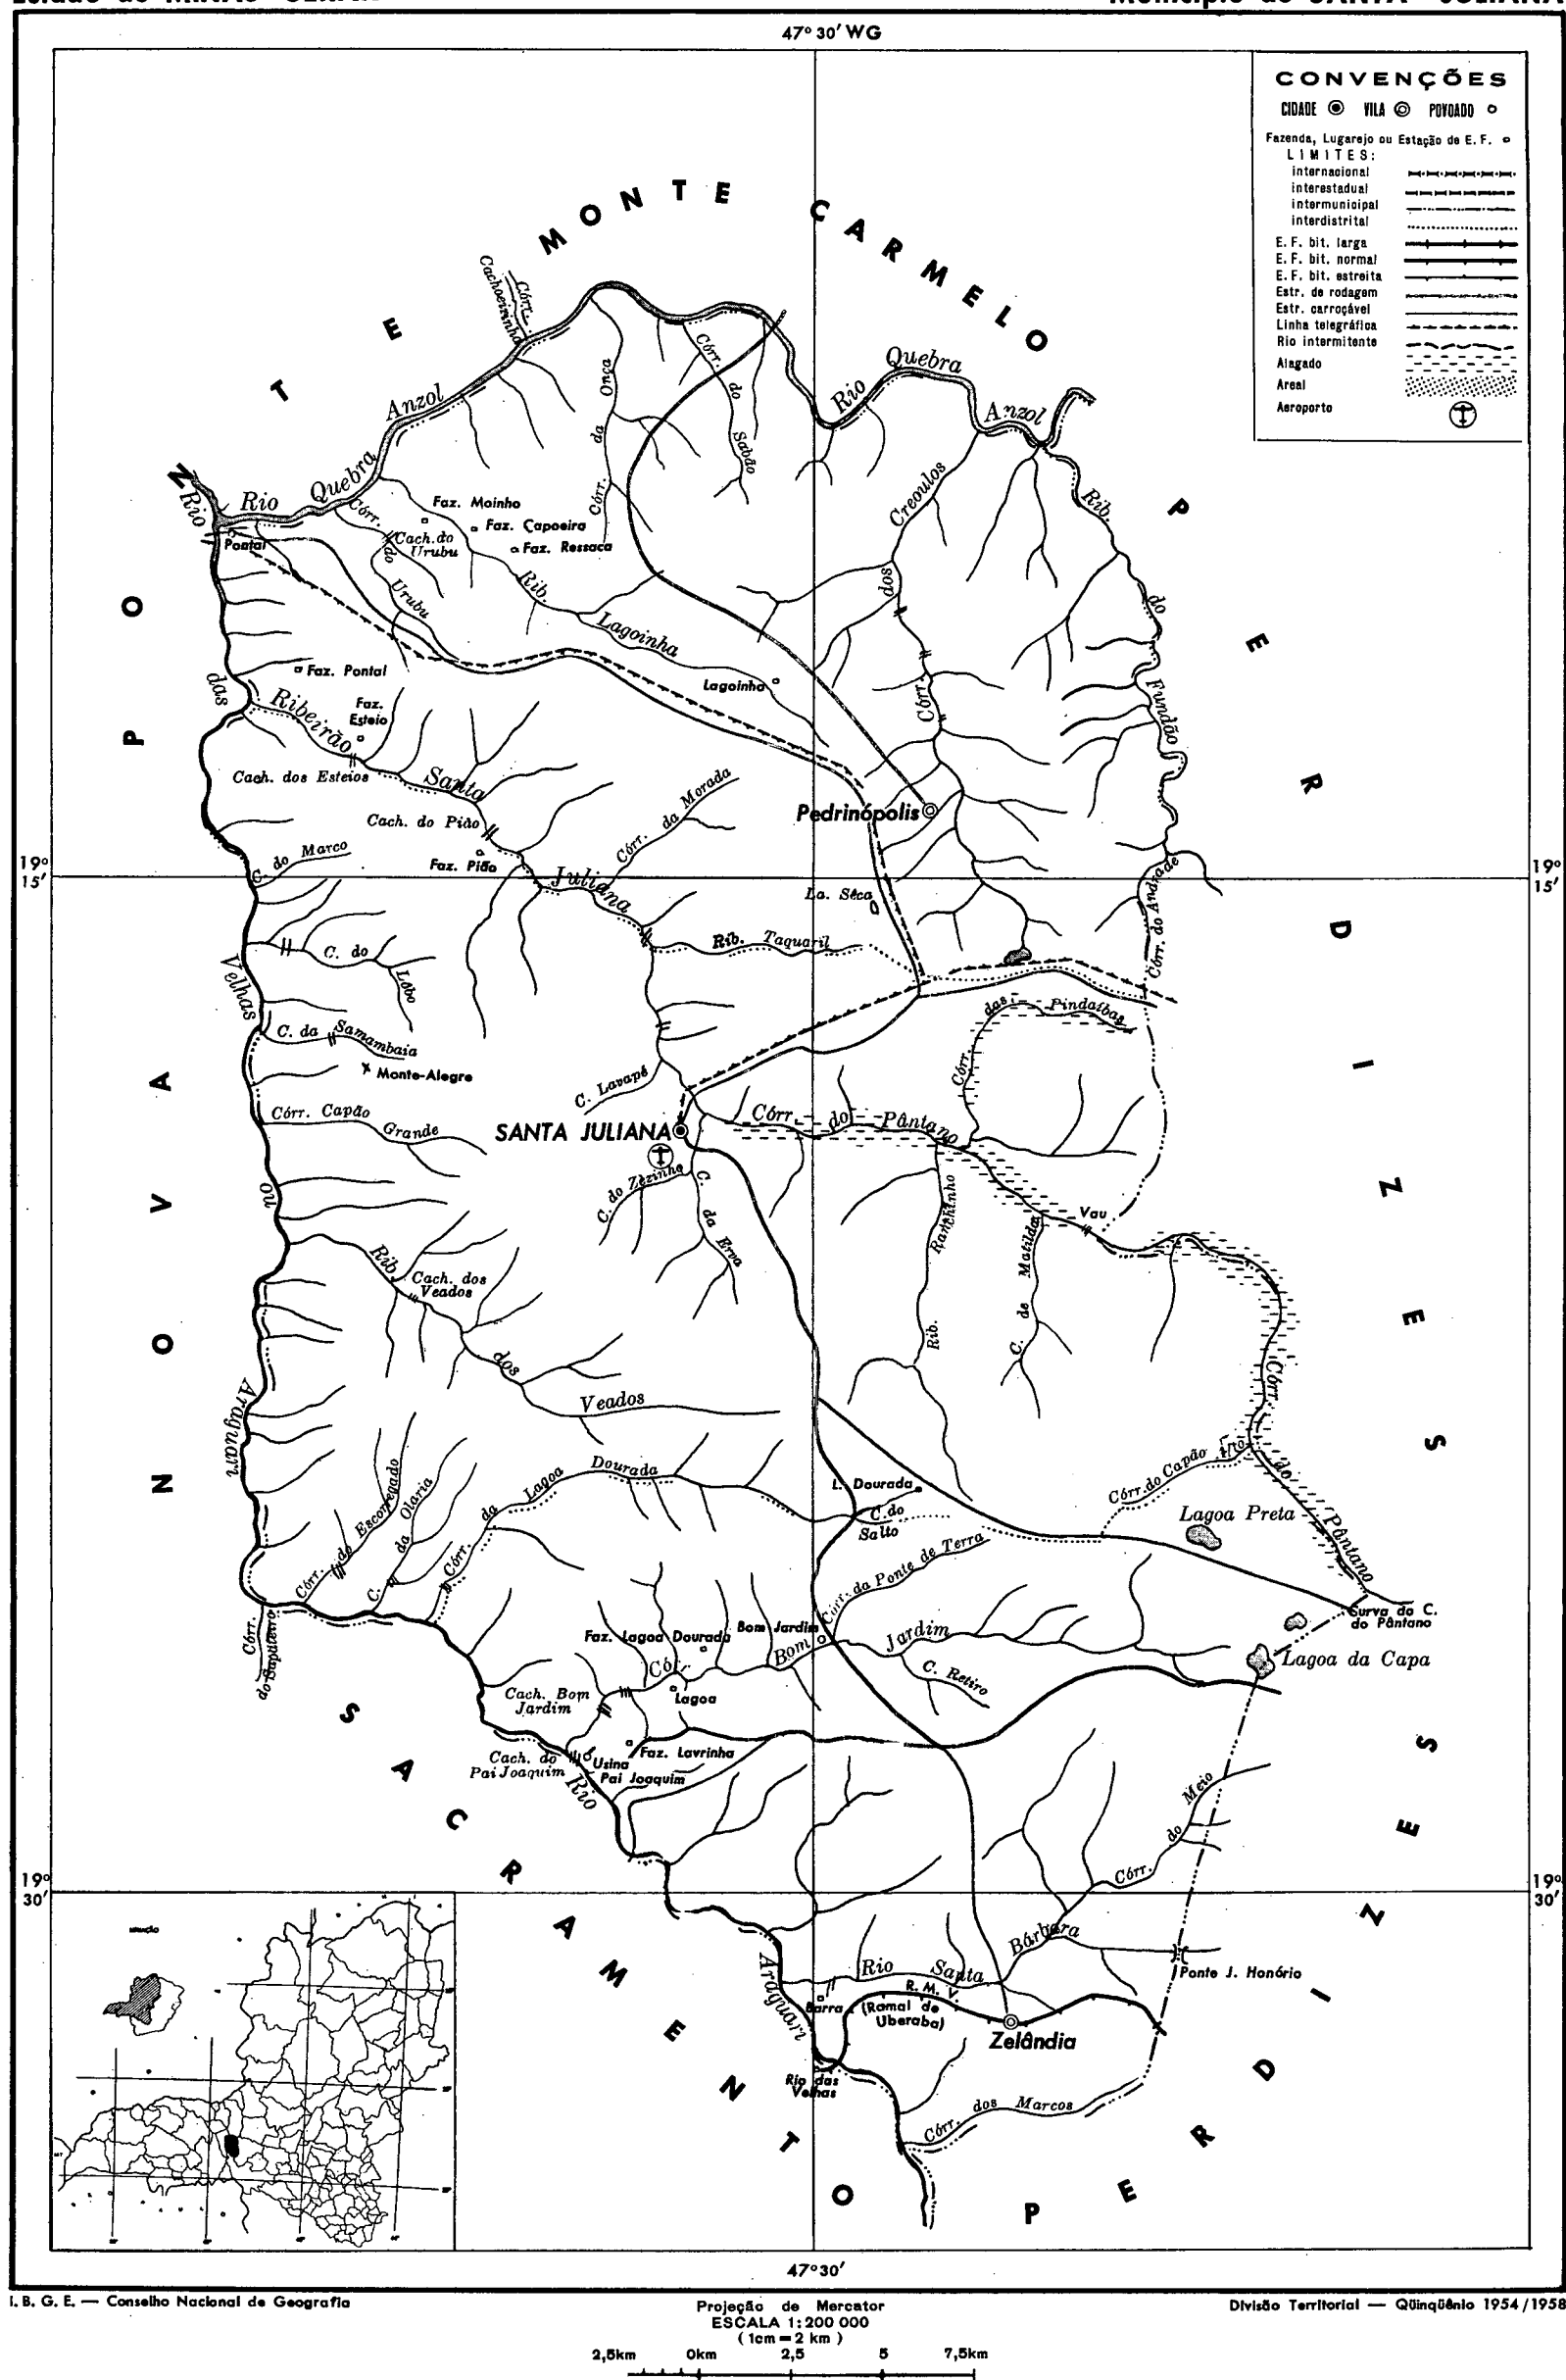 47° 30′ WG
CONVENÇÕES
CIDADE VILA POVOADO
Fazenda, Lugarejo ou Estação de E. F.
LIMITES:
internacional
interestadual
intermunicipal
interdistrital
E. F. bit. larga
E. F. bit. normal
E. F. bit. estreita
Estr. de rodagem
Estr. carroçável
Linha telegráfica
Rio intermitente
Alagado
Areal
Aeroporto
MONTE CARMELO
PERDIZES
NOVA PONTE
SACRAMENTO
PERDIZES
Córr.
Cachoeirinha
Rio Quebra Anzol
Rio Quebra Anzol
Córr. da Onça
Córr. do Sabão
Córr. dos Creoulos
Rib. do Fundão
Pontal
Córr. do Urubu
Cach. do
Urubu
Faz. Moinho
Faz. Capoeira
Faz. Ressaca
Rib. Lagoinha
Lagoinha
Faz. Pontal
Faz.
Esteio
Ribeirão Santa Juliana
Cach. dos Esteios
Cach. do Pião
Faz. Pião
Córr. da Morada
Pedrinópolis
C. do Marco
19°
15′
19°
15′
La. Sêca
Rib. Taquaril
Córr. do Andrade
C. do Lôbo
C. da Samambaia
Monte-Alegre
Córr. das Pindaíbas
C. Lavapé
Córr. Capão Grande
SANTA JULIANA
Córr. do Pântano
C. do Zèzinho
C. da Erva
Rib. Ranchinho
C. de Matilda
Vau
Rio das Velhas ou Araguari
Rib. dos Veados
Cach. dos
Veados
Córr. do Escorregado
C. da Olaria
Córr. da Lagoa Dourada
L. Dourada
C. do
Salto
Córr. do Capão Alto
Córr. do Pântano
Lagoa Preta
Córr. da Ponte de Terra
Curva do C.
do Pântano
Lagoa da Capa
Córr.
do Sapateiro
Faz. Lagoa Dourada
Bom Jardim
Córr. Bom Jardim
C. Retiro
Lagoa
Cach. Bom
Jardim
Cach. do
Pai Joaquim
Usina
Pai Joaquim
Faz. Lavrinha
Rio Araguari
Córr. do Meio
19°
30′
19°
30′
Rio Santa Bárbara
Ponte J. Honório
Barra
R. M. V.
(Ramal de
Uberaba)
Zelândia
Rio das
Velhas
Córr. dos Marcos
47°30′
I. B. G. E. — Conselho Nacional de Geografia
Projeção de Mercator
ESCALA 1:200 000
(1cm = 2 km)
Divisão Territorial — Qüinqüênio 1954/1958
2,5km 0km 2,5 5 7,5km